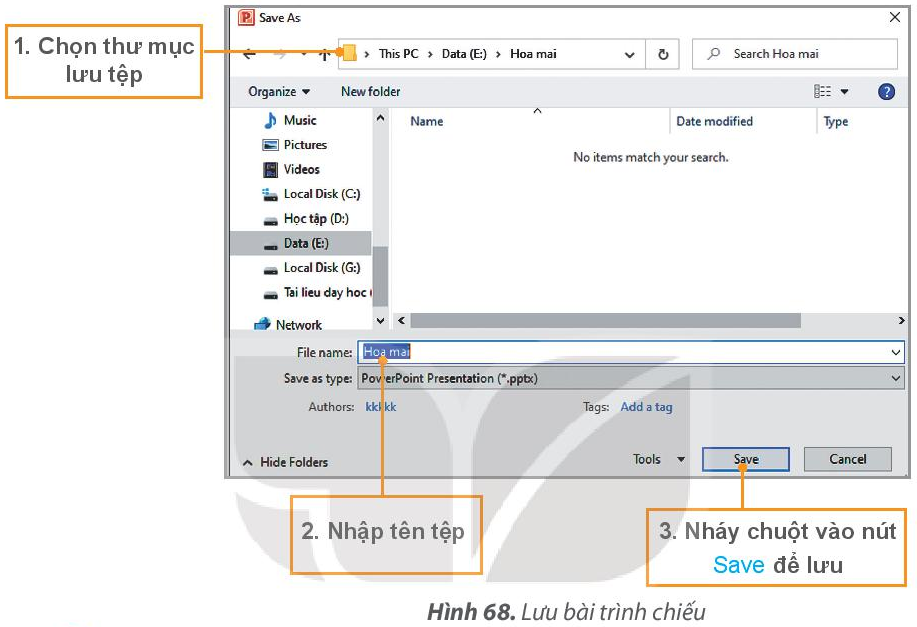 Save As
1. Chọn thư mục
lưu tệp
This PC > Data (E:) > Hoa mai
Search Hoa mai
Organize
New folder
?
Music
Pictures
Videos
Local Disk (C:)
Học tập (D:)
Data (E:)
Local Disk (G:)
Tai lieu day hoc (
Network
Name
Date modified
Type
No items match your search.
File name: Hoa mai
Save as type: PowerPoint Presentation (*.pptx)
Authors: kkkkk
Tags: Add a tag
Hide Folders
Tools
Save
Cancel
2. Nhập tên tệp
3. Nháy chuột vào nút
Save để lưu
Hình 68. Lưu bài trình chiếu